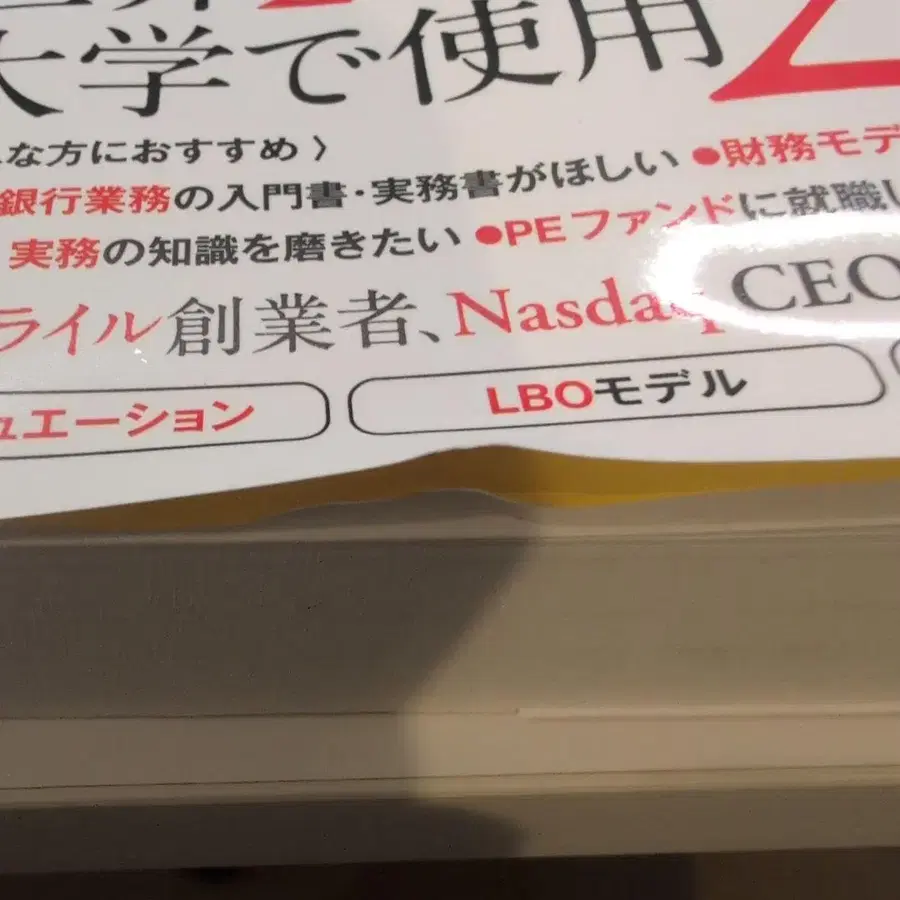 大学で使用
な方におすすめ〉
銀行業務の入門書・実務書がほしい ●財務モデ
実務の知識を磨きたい ●PEファンドに就職し
ライル創業者、Nasdaq CEO
ュエーション LBOモデル